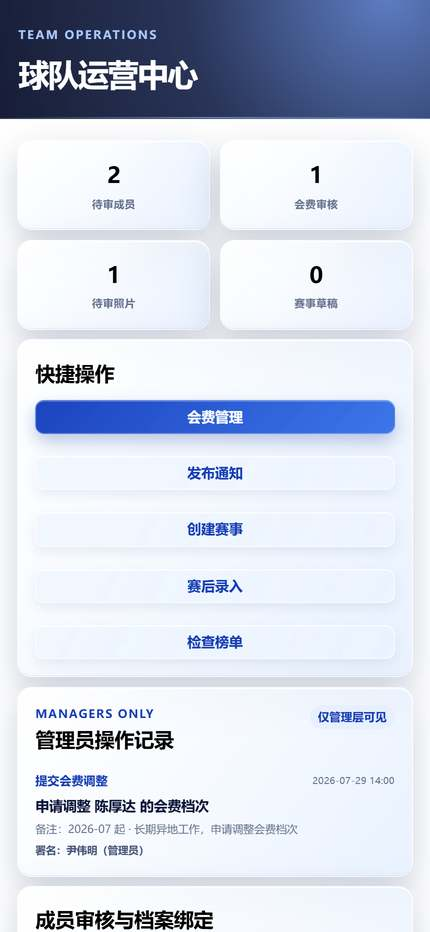 TEAM OPERATIONS
球队运营中心
2
待审成员
1
会费审核
1
待审照片
0
赛事草稿
快捷操作
会费管理
发布通知
创建赛事
赛后录入
检查榜单
MANAGERS ONLY
仅管理层可见
管理员操作记录
提交会费调整
2026-07-29 14:00
申请调整 陈厚达 的会费档次
备注：2026-07 起 · 长期异地工作，申请调整会费档次
署名：尹伟明（管理员）
成员审核与档案绑定